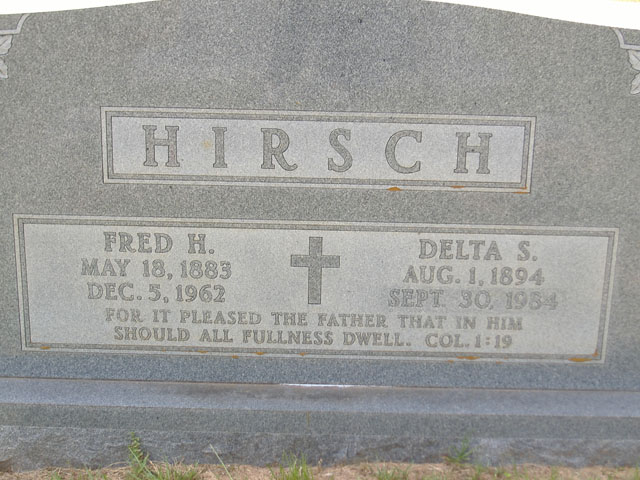 HIRSCH
FRED H.
MAY 18, 1883
DEC. 5, 1962
DELTA S.
AUG. 1, 1894
SEPT. 30, 1984
FOR IT PLEASED THE FATHER THAT IN HIM
SHOULD ALL FULLNESS DWELL. COL. 1:19